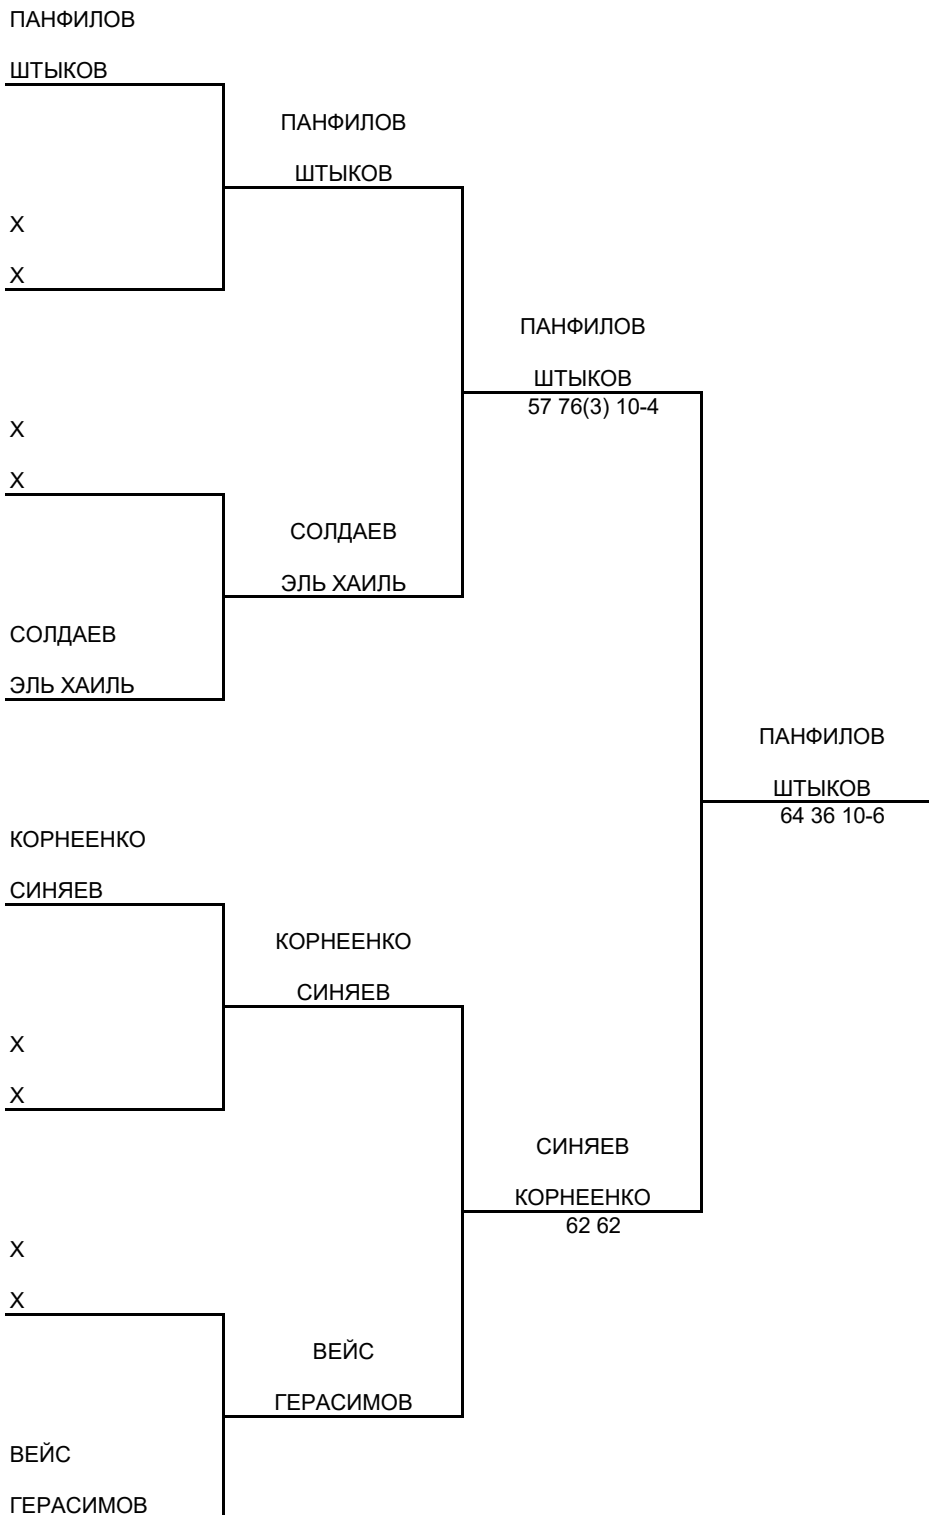 ПАНФИЛОВ
ШТЫКОВ
ПАНФИЛОВ
ШТЫКОВ
X
X
ПАНФИЛОВ
ШТЫКОВ
57 76(3) 10-4
X
X
СОЛДАЕВ
ЭЛЬ ХАИЛЬ
СОЛДАЕВ
ЭЛЬ ХАИЛЬ
ПАНФИЛОВ
ШТЫКОВ
64 36 10-6
КОРНЕЕНКО
СИНЯЕВ
КОРНЕЕНКО
СИНЯЕВ
X
X
СИНЯЕВ
КОРНЕЕНКО
62 62
X
X
ВЕЙС
ГЕРАСИМОВ
ВЕЙС
ГЕРАСИМОВ